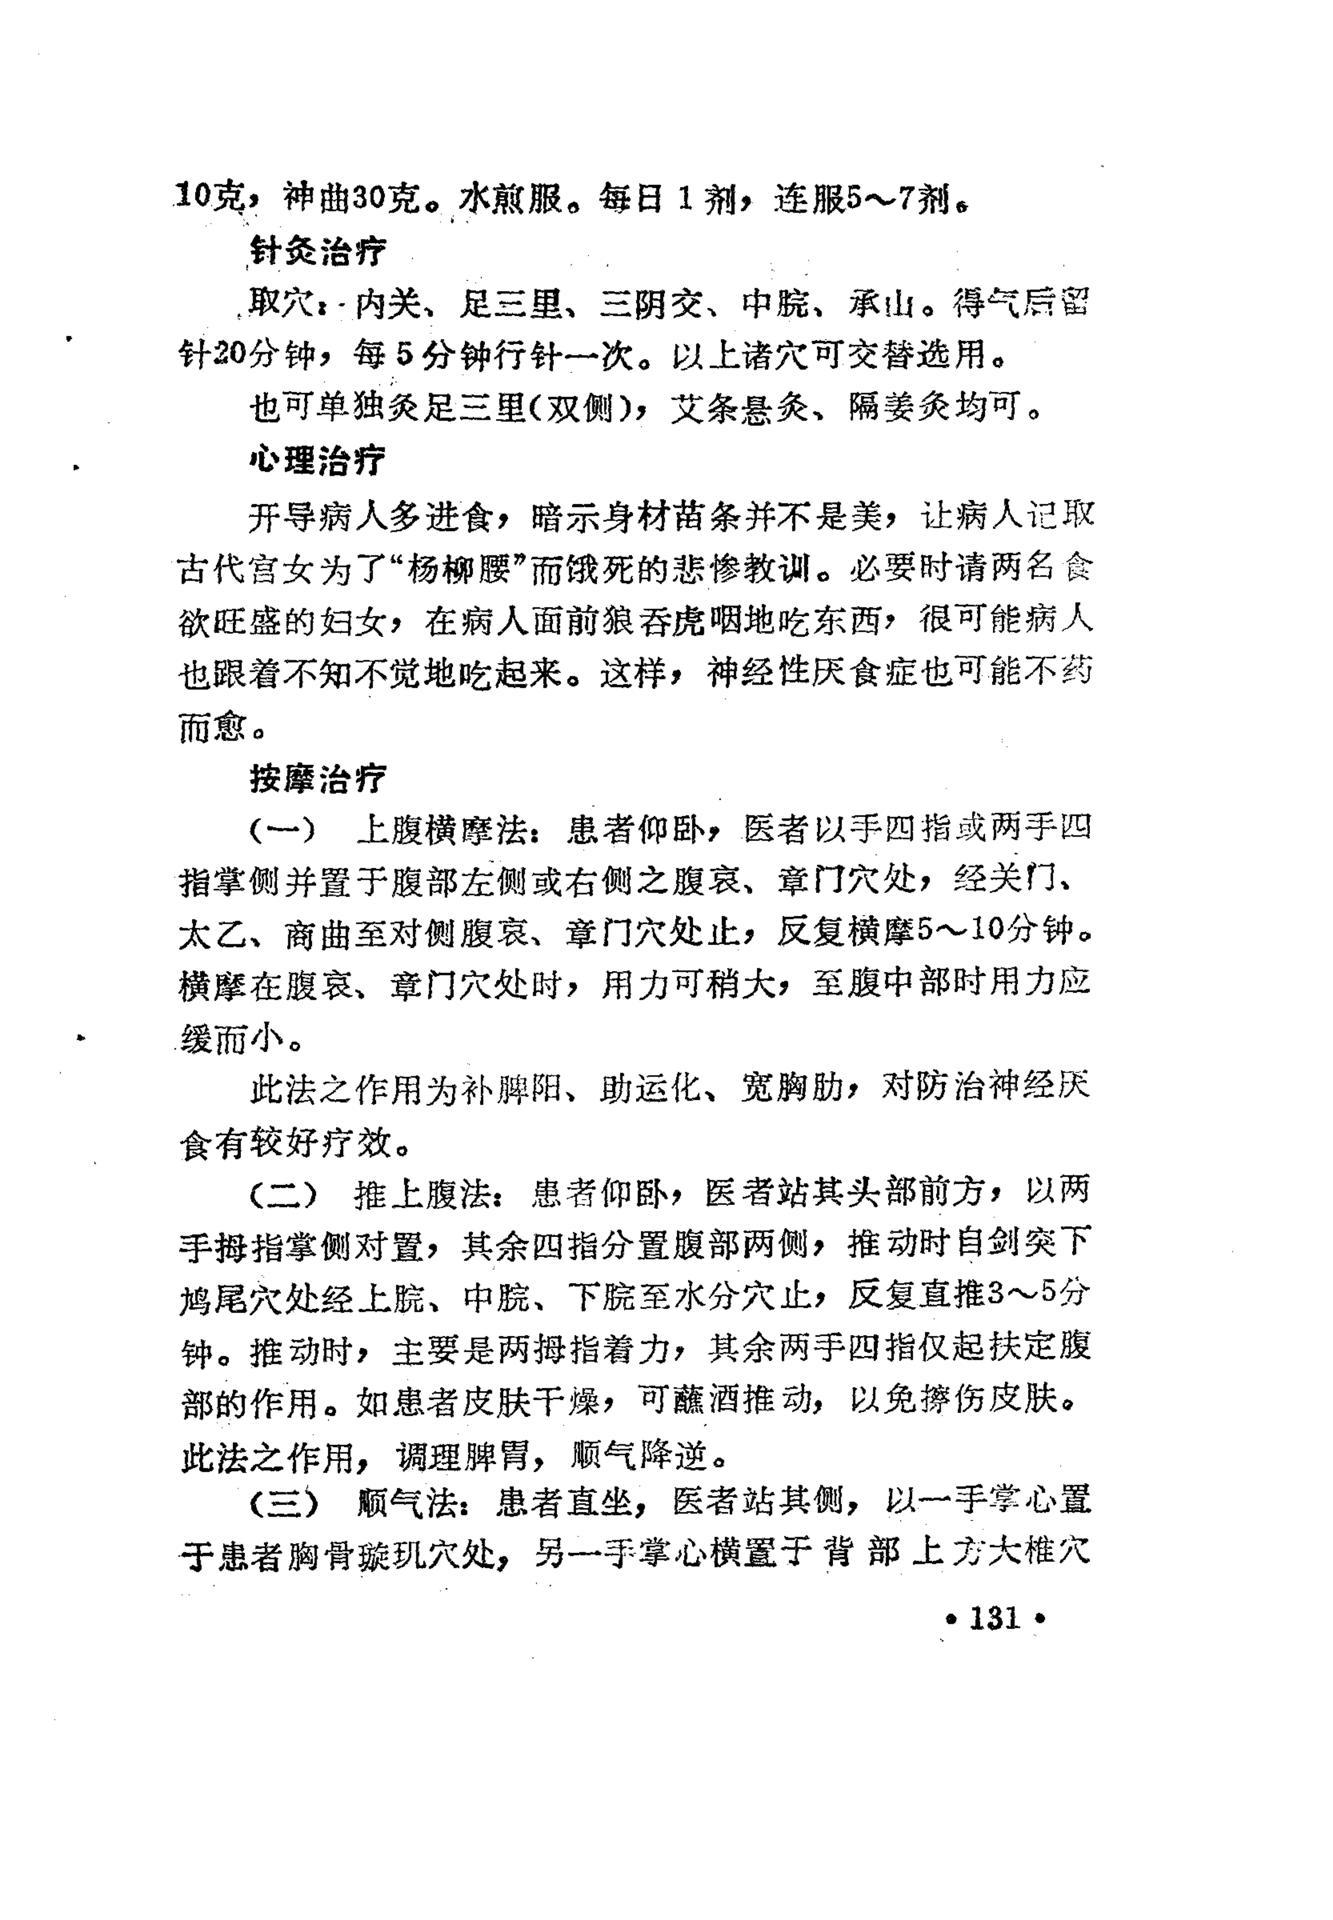 10克，神曲30克。水煎服。每日1剂，连服5～7剂。
针灸治疗
取穴：内关、足三里、三阴交、中脘、承山。得气后留
针20分钟，每5分钟行针一次。以上诸穴可交替选用。
也可单独灸足三里（双侧），艾条悬灸、隔姜灸均可。
心理治疗
开导病人多进食，暗示身材苗条并不是美，让病人记取
古代宫女为了“杨柳腰”而饿死的悲惨教训。必要时请两名食
欲旺盛的妇女，在病人面前狼吞虎咽地吃东西，很可能病人
也跟着不知不觉地吃起来。这样，神经性厌食症也可能不药
而愈。
按摩治疗
（一） 上腹横摩法：患者仰卧，医者以手四指或两手四
指掌侧并置于腹部左侧或右侧之腹哀、章门穴处，经关门、
太乙、商曲至对侧腹哀、章门穴处止，反复横摩5～10分钟。
横摩在腹哀、章门穴处时，用力可稍大，至腹中部时用力应
缓而小。
此法之作用为补脾阳、助运化、宽胸肋，对防治神经厌
食有较好疗效。
（二） 推上腹法：患者仰卧，医者站其头部前方，以两
手拇指掌侧对置，其余四指分置腹部两侧，推动时自剑突下
鸠尾穴处经上脘、中脘、下脘至水分穴止，反复直推3～5分
钟。推动时，主要是两拇指着力，其余两手四指仅起扶定腹
部的作用。如患者皮肤干燥，可蘸酒推动，以免擦伤皮肤。
此法之作用，调理脾胃，顺气降逆。
（三） 顺气法：患者直坐，医者站其侧，以一手掌心置
于患者胸骨璇玑穴处，另一手掌心横置于背部上方大椎穴
•131•